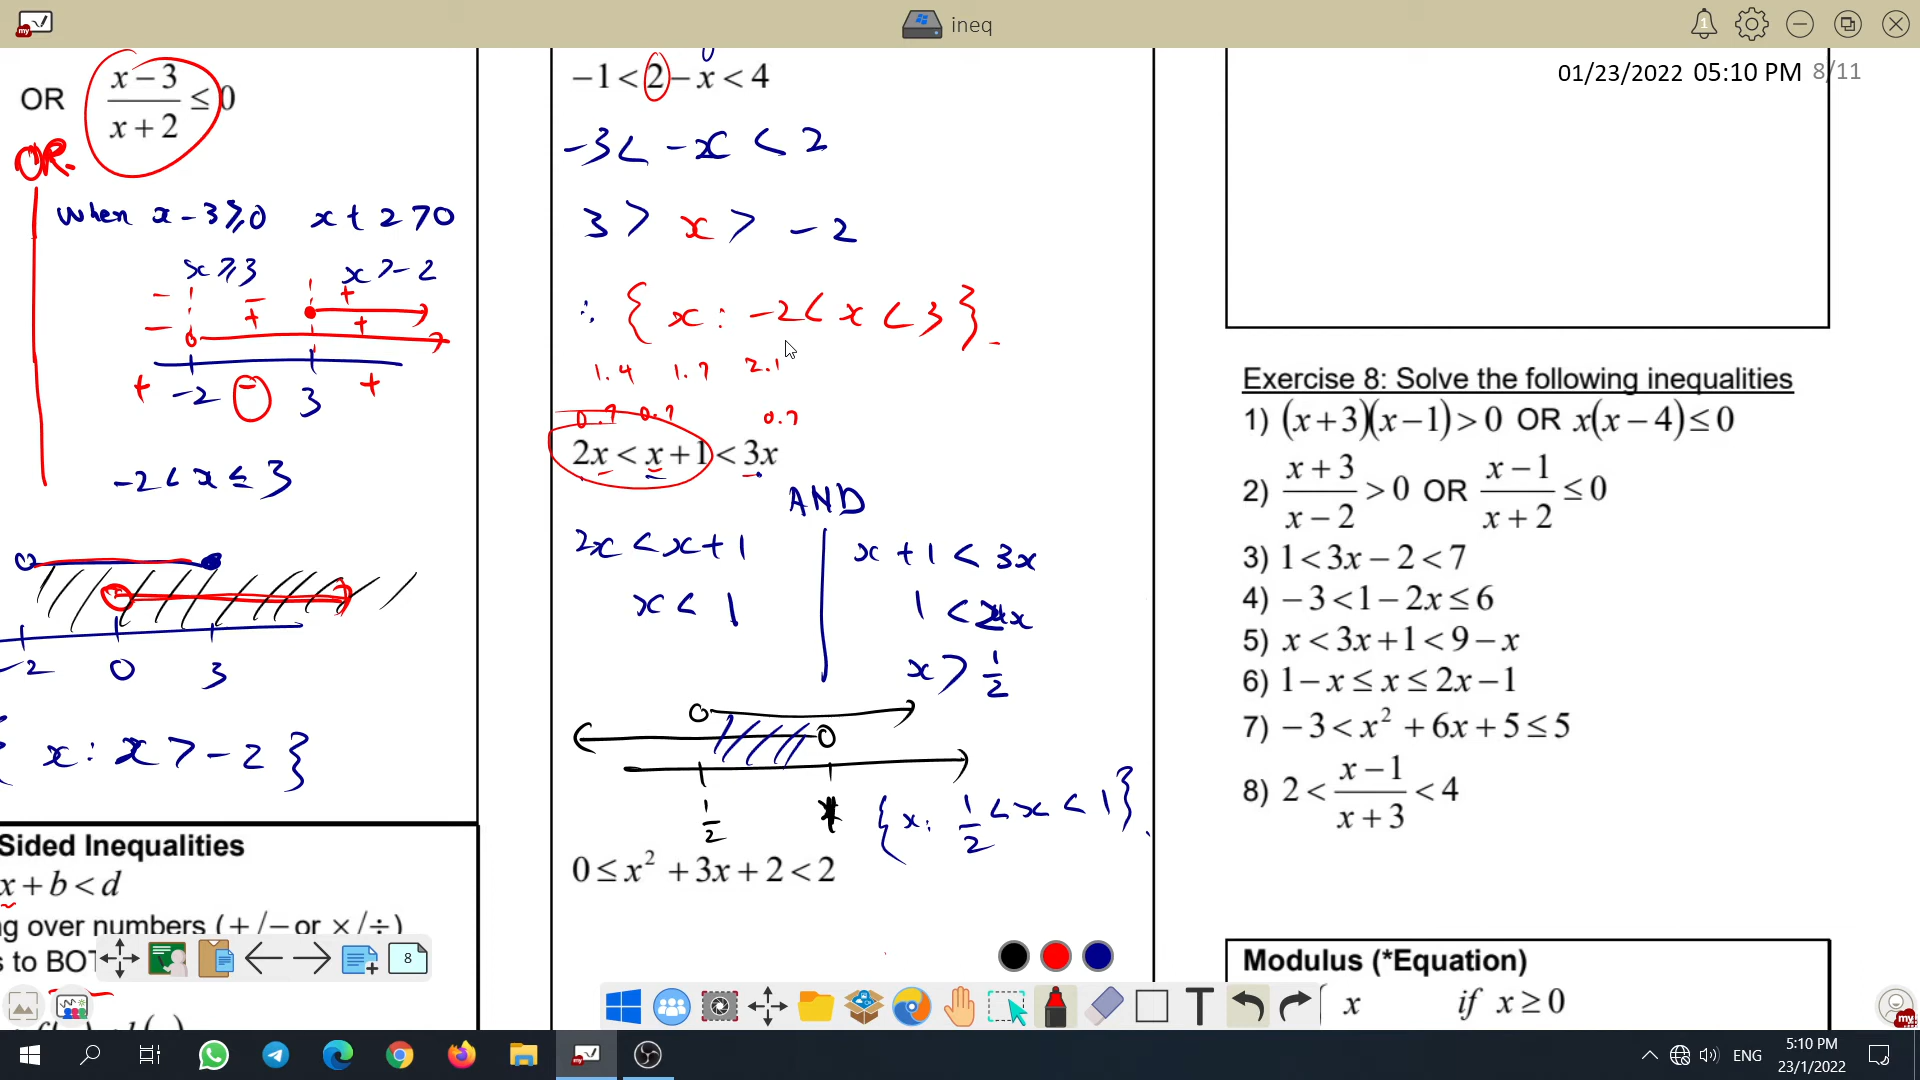 ineq
01/23/2022 05:10 PM 8/11
OR x − 3 / x + 2 ≤ 0
OR.
when x - 3 ≥ 0 x + 2 > 0
x ≥ 3 x > -2
- - +
- + +
+ - +
-2 3
-2 < x ≤ 3
-2 0 3
{ x : x > -2 }
Sided Inequalities
x + b < d
ng over numbers (+/− or ×/÷)
s to BOT
8
−1 < 2 − x < 4
-3 < -x < 2
3 > x > -2
∴ { x : -2 < x < 3 }
1.4 1.7 2.1
0.7 0.7 0.7
2x < x + 1 < 3x
AND
2x < x + 1 x + 1 < 3x
x < 1 1 < 2x
x > 1/2
1/2
{ x : 1/2 < x < 1 }.
0 ≤ x² + 3x + 2 < 2
Exercise 8: Solve the following inequalities
1) (x + 3)(x − 1) > 0 OR x(x − 4) ≤ 0
2) x + 3 / x − 2 > 0 OR x − 1 / x + 2 ≤ 0
3) 1 < 3x − 2 < 7
4) −3 < 1 − 2x ≤ 6
5) x < 3x + 1 < 9 − x
6) 1 − x ≤ x ≤ 2x − 1
7) −3 < x² + 6x + 5 ≤ 5
8) 2 < x − 1 / x + 3 < 4
Modulus (*Equation)
x if x ≥ 0
ENG
5:10 PM
23/1/2022